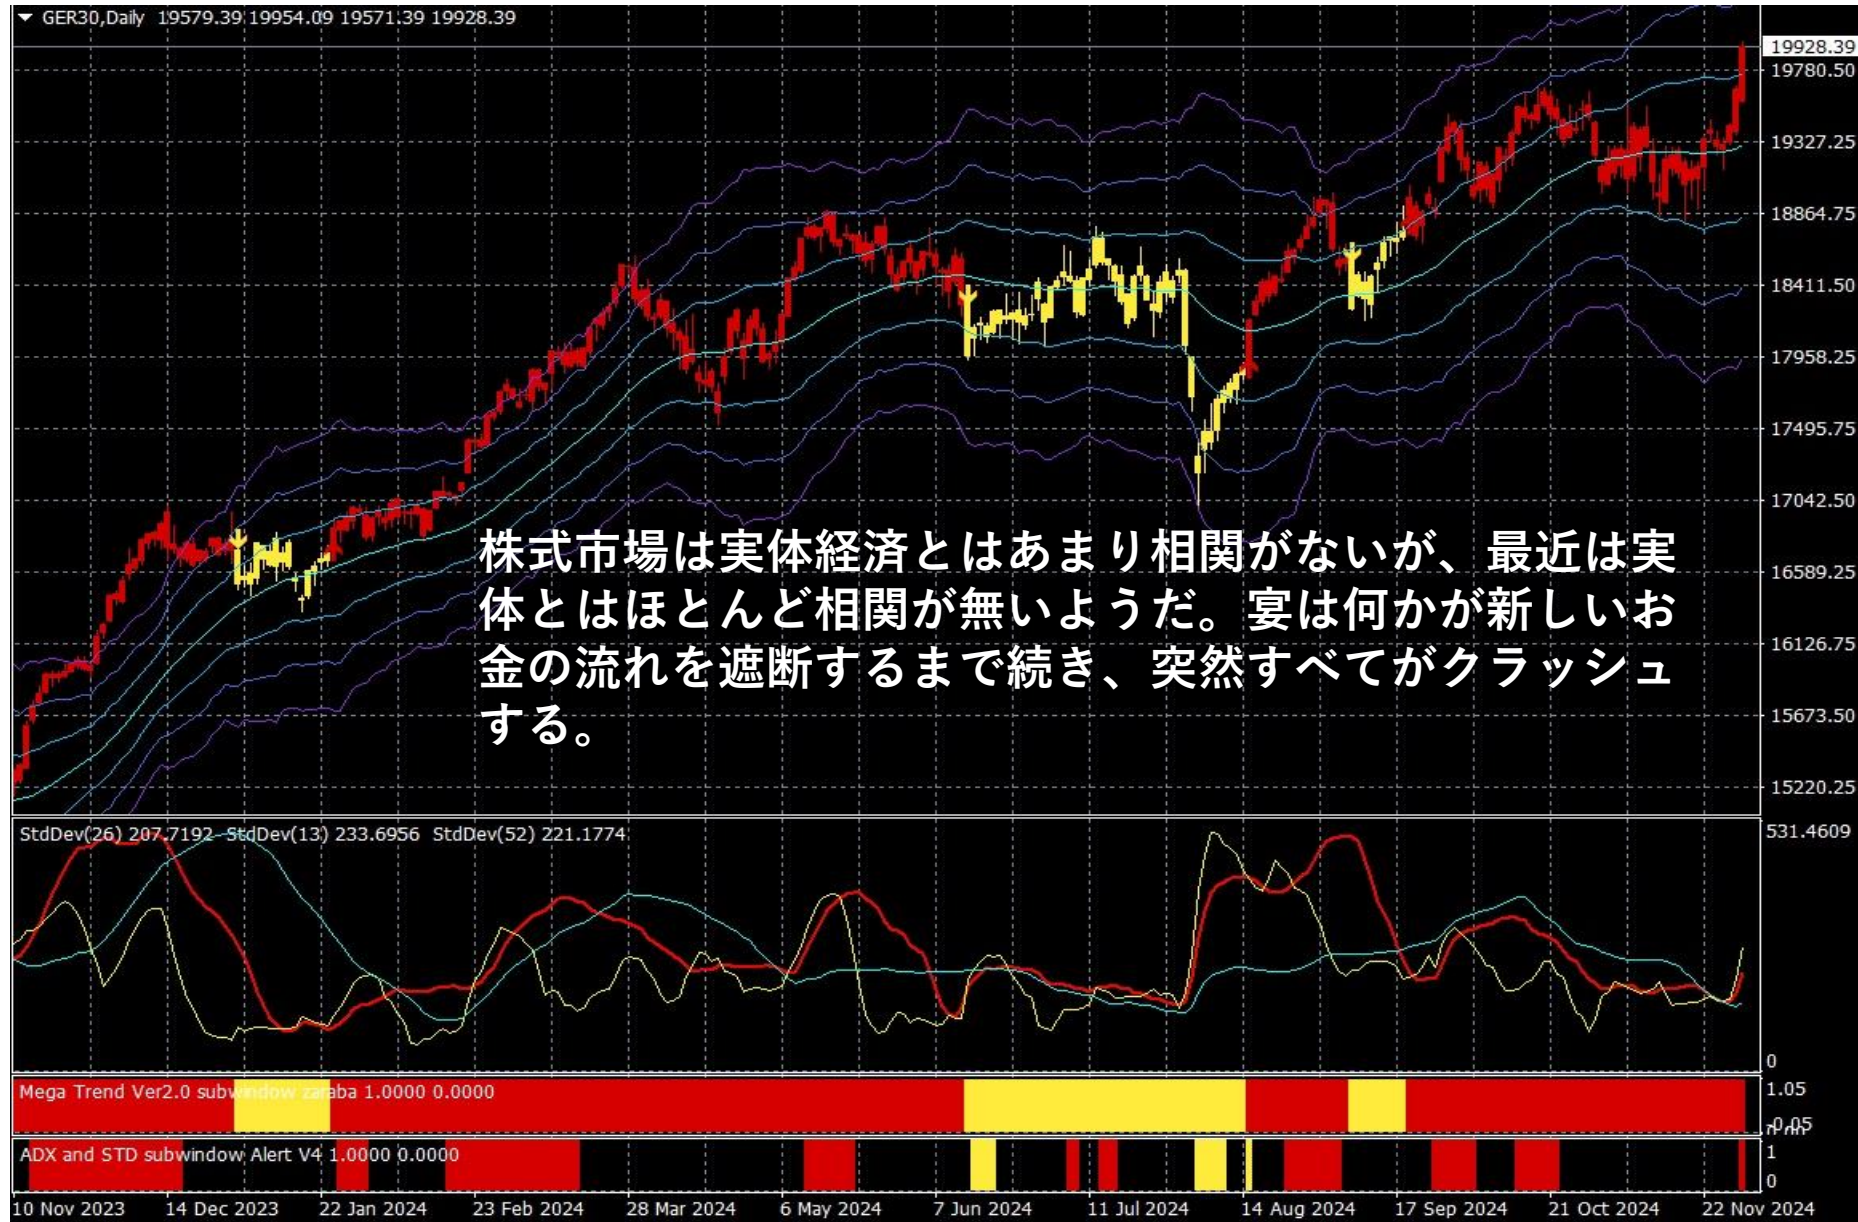 GER30,Daily 19579.39 19954.09 19571.39 19928.39
19928.39
19780.50
19327.25
18864.75
18411.50
17958.25
17495.75
17042.50
16589.25
16126.75
15673.50
15220.25
株式市場は実体経済とはあまり相関がないが、最近は実
体とはほとんど相関が無いようだ。宴は何かが新しいお
金の流れを遮断するまで続き、突然すべてがクラッシュ
する。
StdDev(26) 207.7192 StdDev(13) 233.6956 StdDev(52) 221.1774
531.4609
0
Mega Trend Ver2.0 subwindow zaraba 1.0000 0.0000
1.05
-0.05
ADX and STD subwindow Alert V4 1.0000 0.0000
1
0
10 Nov 2023 14 Dec 2023 22 Jan 2024 23 Feb 2024 28 Mar 2024 6 May 2024 7 Jun 2024 11 Jul 2024 14 Aug 2024 17 Sep 2024 21 Oct 2024 22 Nov 2024